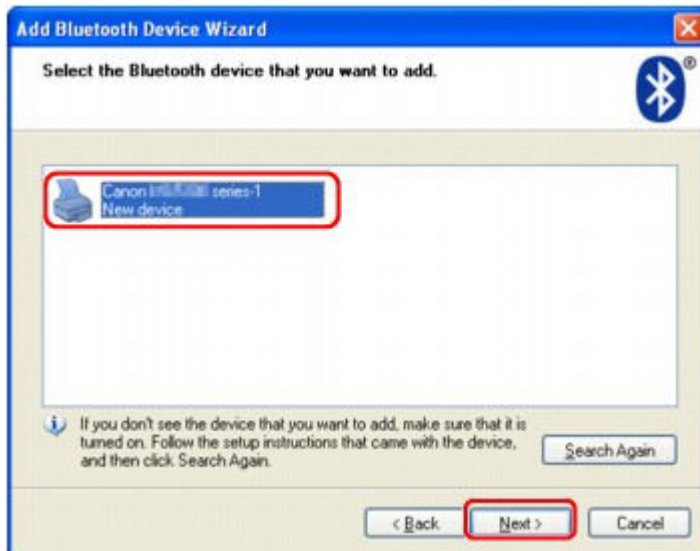 Add Bluetooth Device Wizard
Select the Bluetooth device that you want to add.
®
Canon series-1
New device
If you don't see the device that you want to add, make sure that it is
turned on. Follow the setup instructions that came with the device,
and then click Search Again.
Search Again
< Back
Next >
Cancel